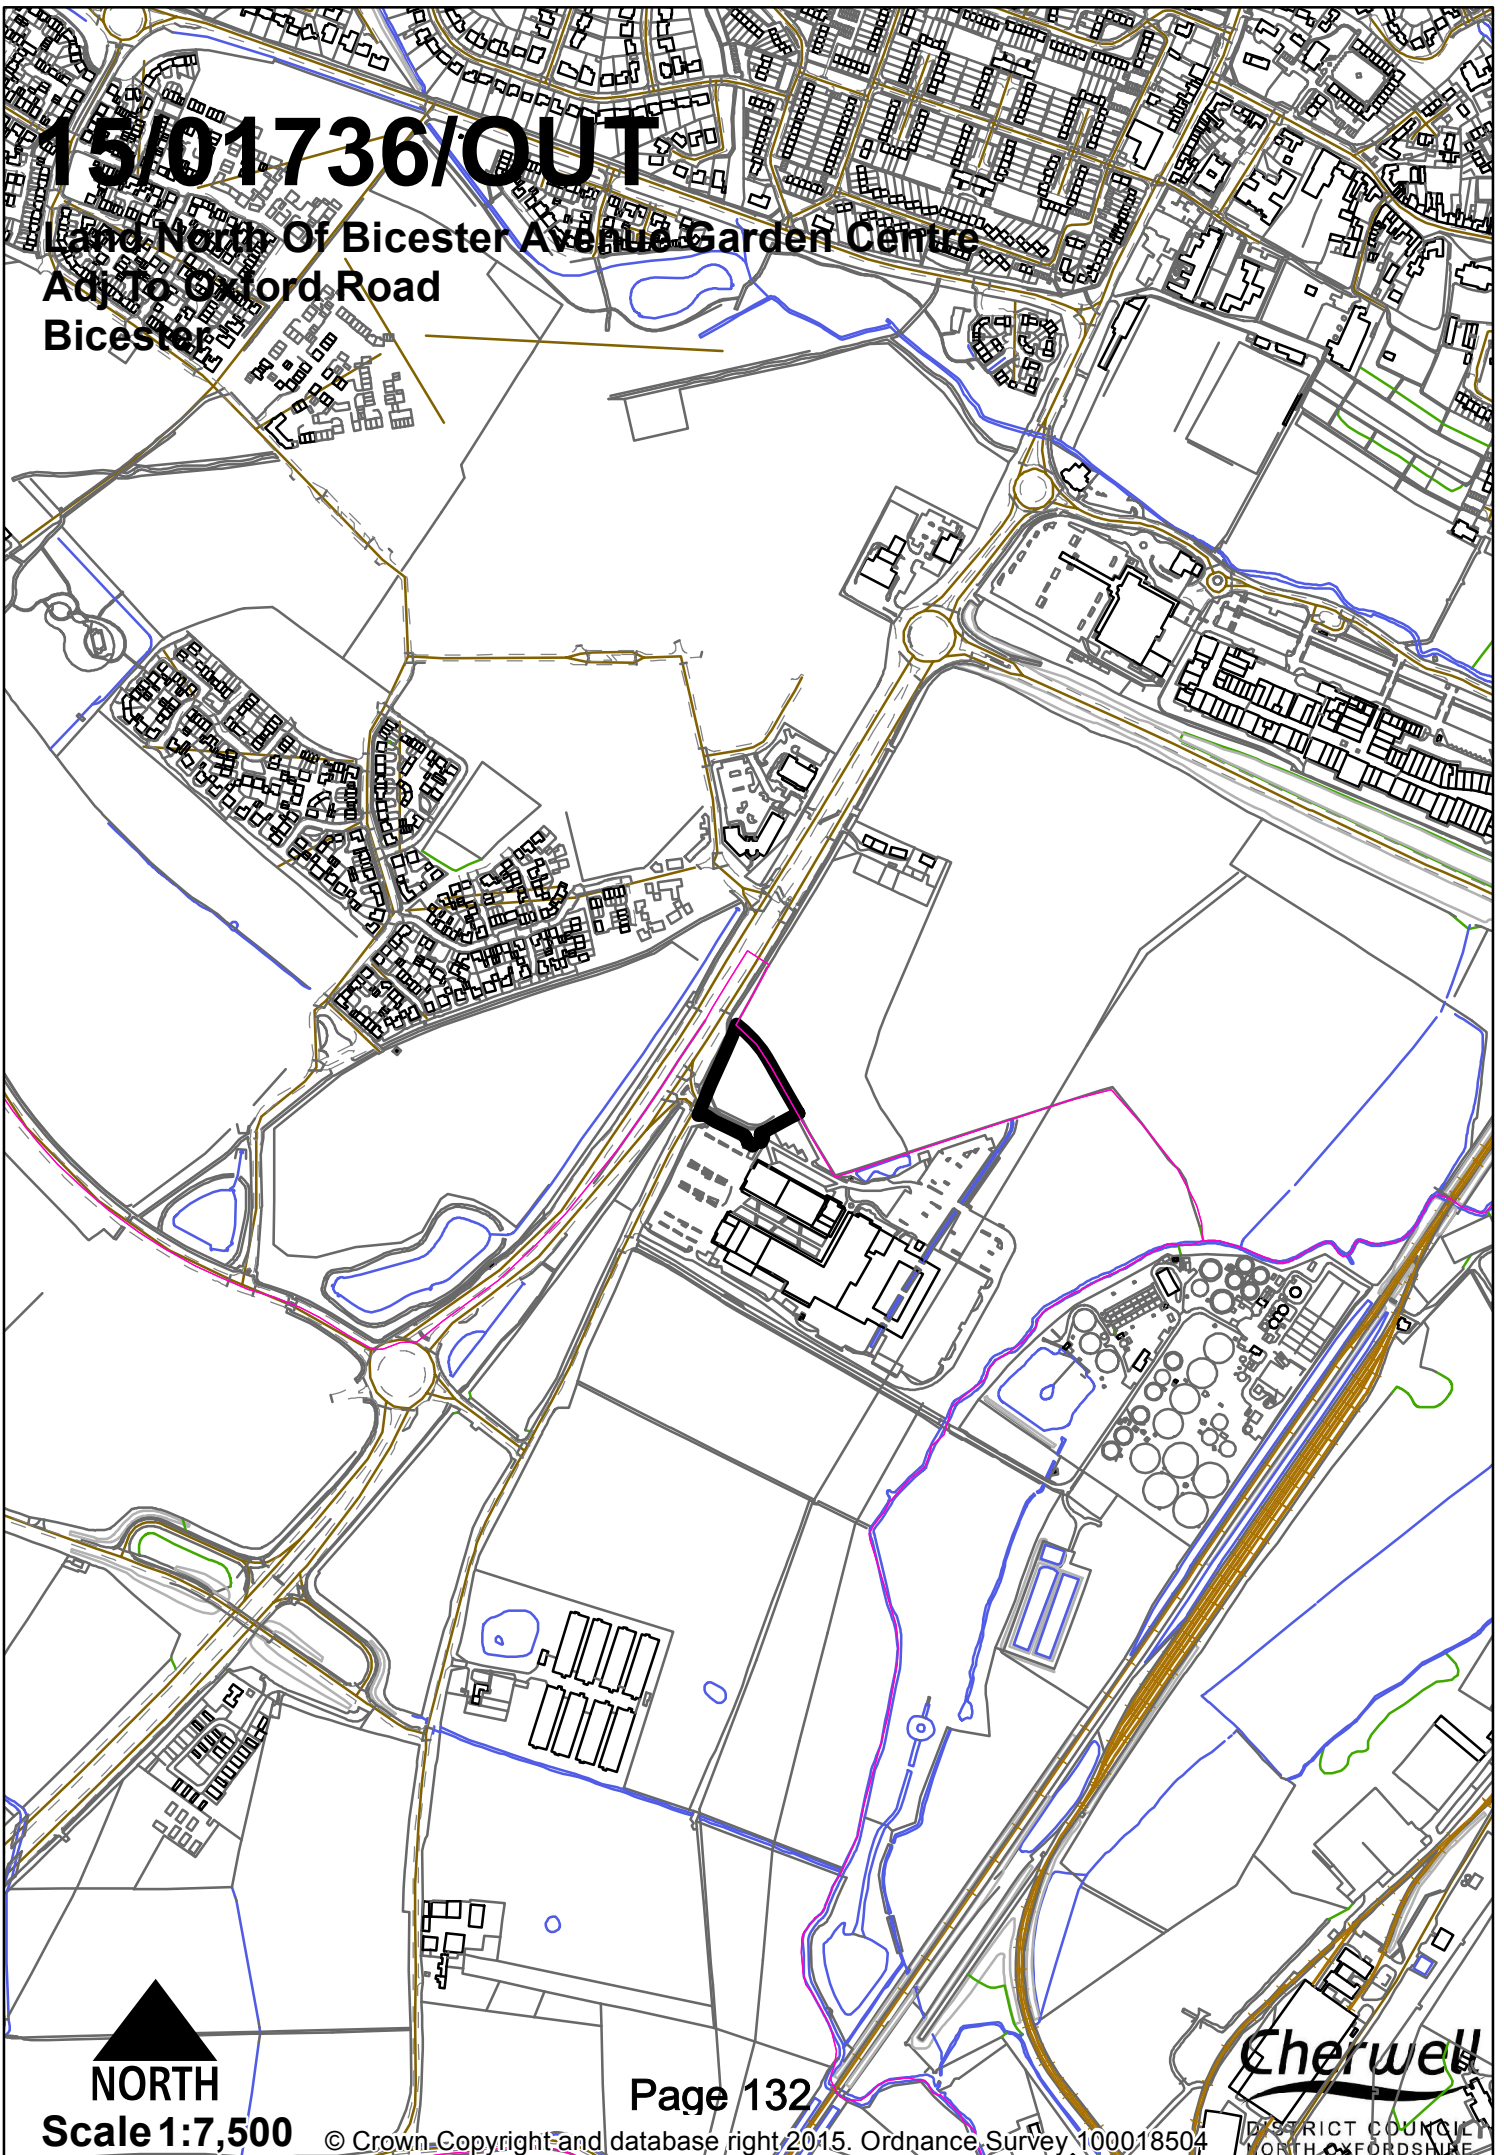 15/01736/OUT
Land North Of Bicester Avenue Garden Centre
Adj To Oxford Road
Bicester
NORTH
Scale 1:7,500
Page 132
© Crown Copyright and database right 2015. Ordnance Survey 100018504
Cherwell
DISTRICT COUNCIL
NORTH OXFORDSHIRE